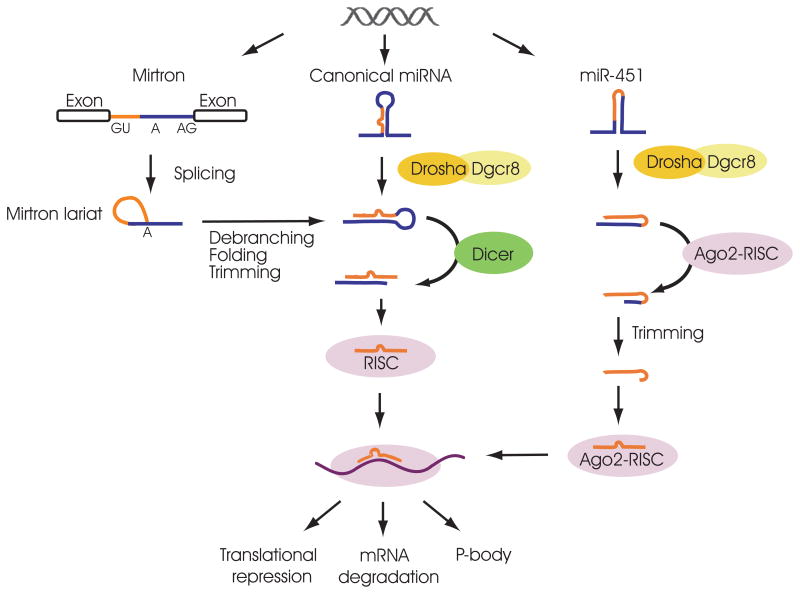 Mirtron
Canonical miRNA
miR-451
Exon
Exon
GU
A
AG
Splicing
Drosha
Dgcr8
Drosha
Dgcr8
Mirtron lariat
A
Debranching
Folding
Trimming
Dicer
Ago2-RISC
Trimming
RISC
Ago2-RISC
Translational
repression
mRNA
degradation
P-body